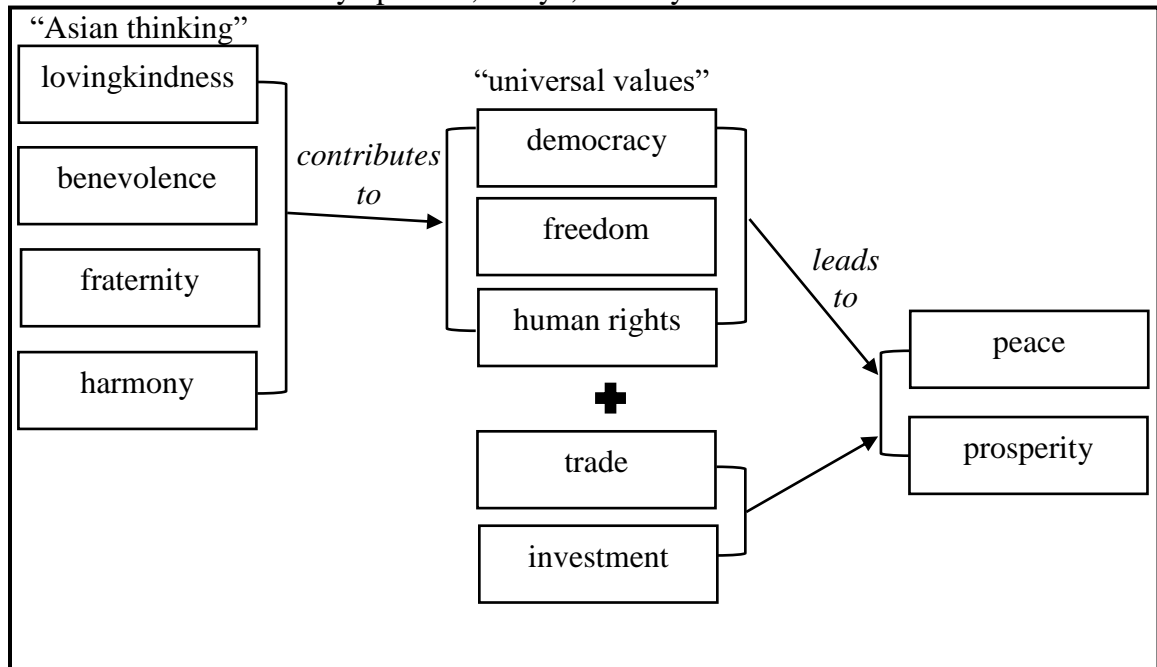 “Asian thinking”
lovingkindness
benevolence
fraternity
harmony
contributes
to
“universal values”
democracy
freedom
human rights
trade
investment
leads
to
peace
prosperity